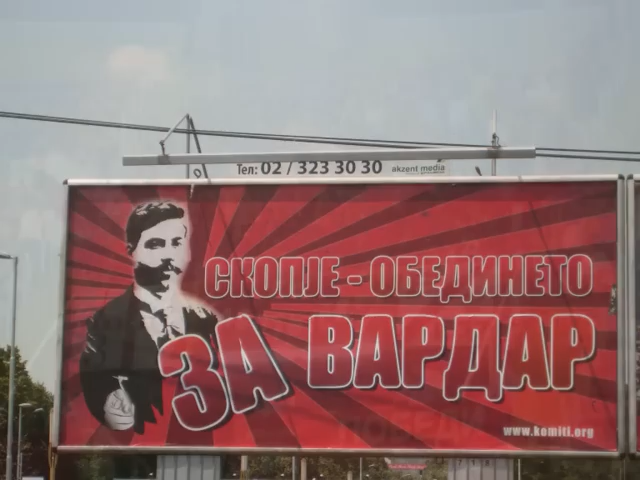 Тел: 02 / 323 30 30 akzent media
СКОПЈЕ - ОБЕДИНЕТО
ЗА ВАРДАР
www.komiti.org